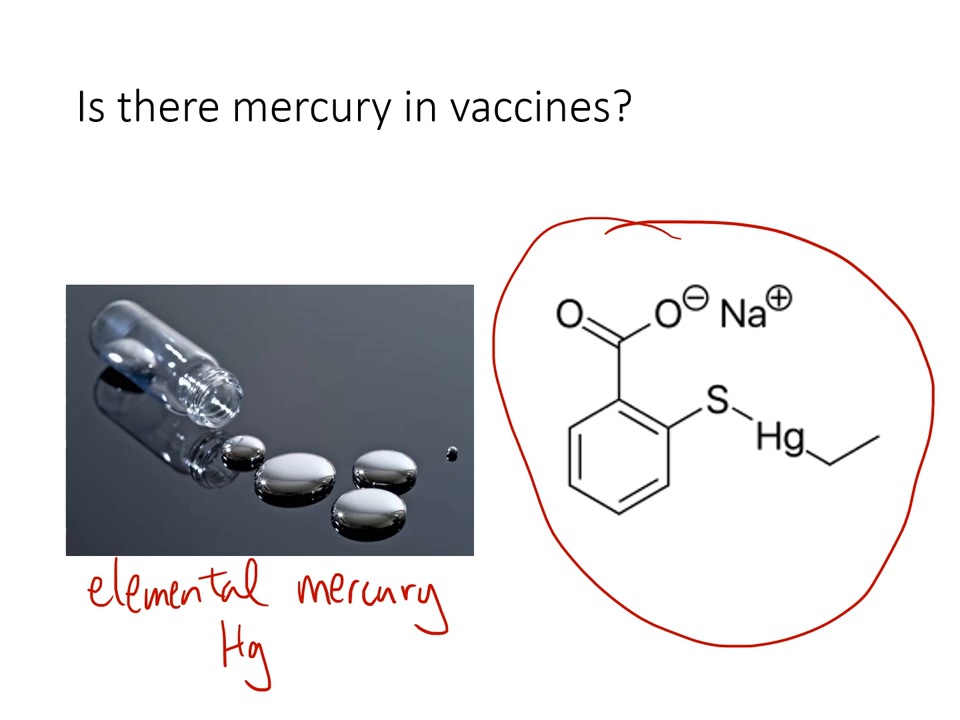 Is there mercury in vaccines?
O
O⊖ Na⊕
S
Hg
elemental mercury
Hg